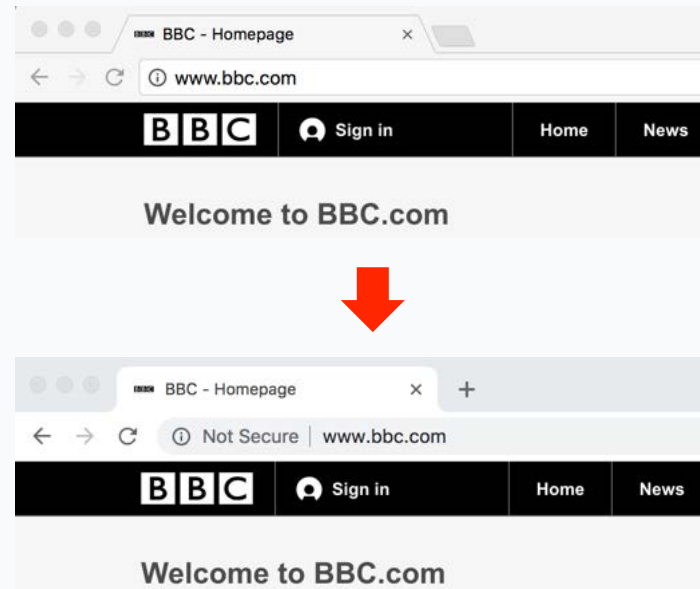 BBC - Homepage
www.bbc.com
BBC Sign in Home News
Welcome to BBC.com
BBC - Homepage
Not Secure | www.bbc.com
BBC Sign in Home News
Welcome to BBC.com